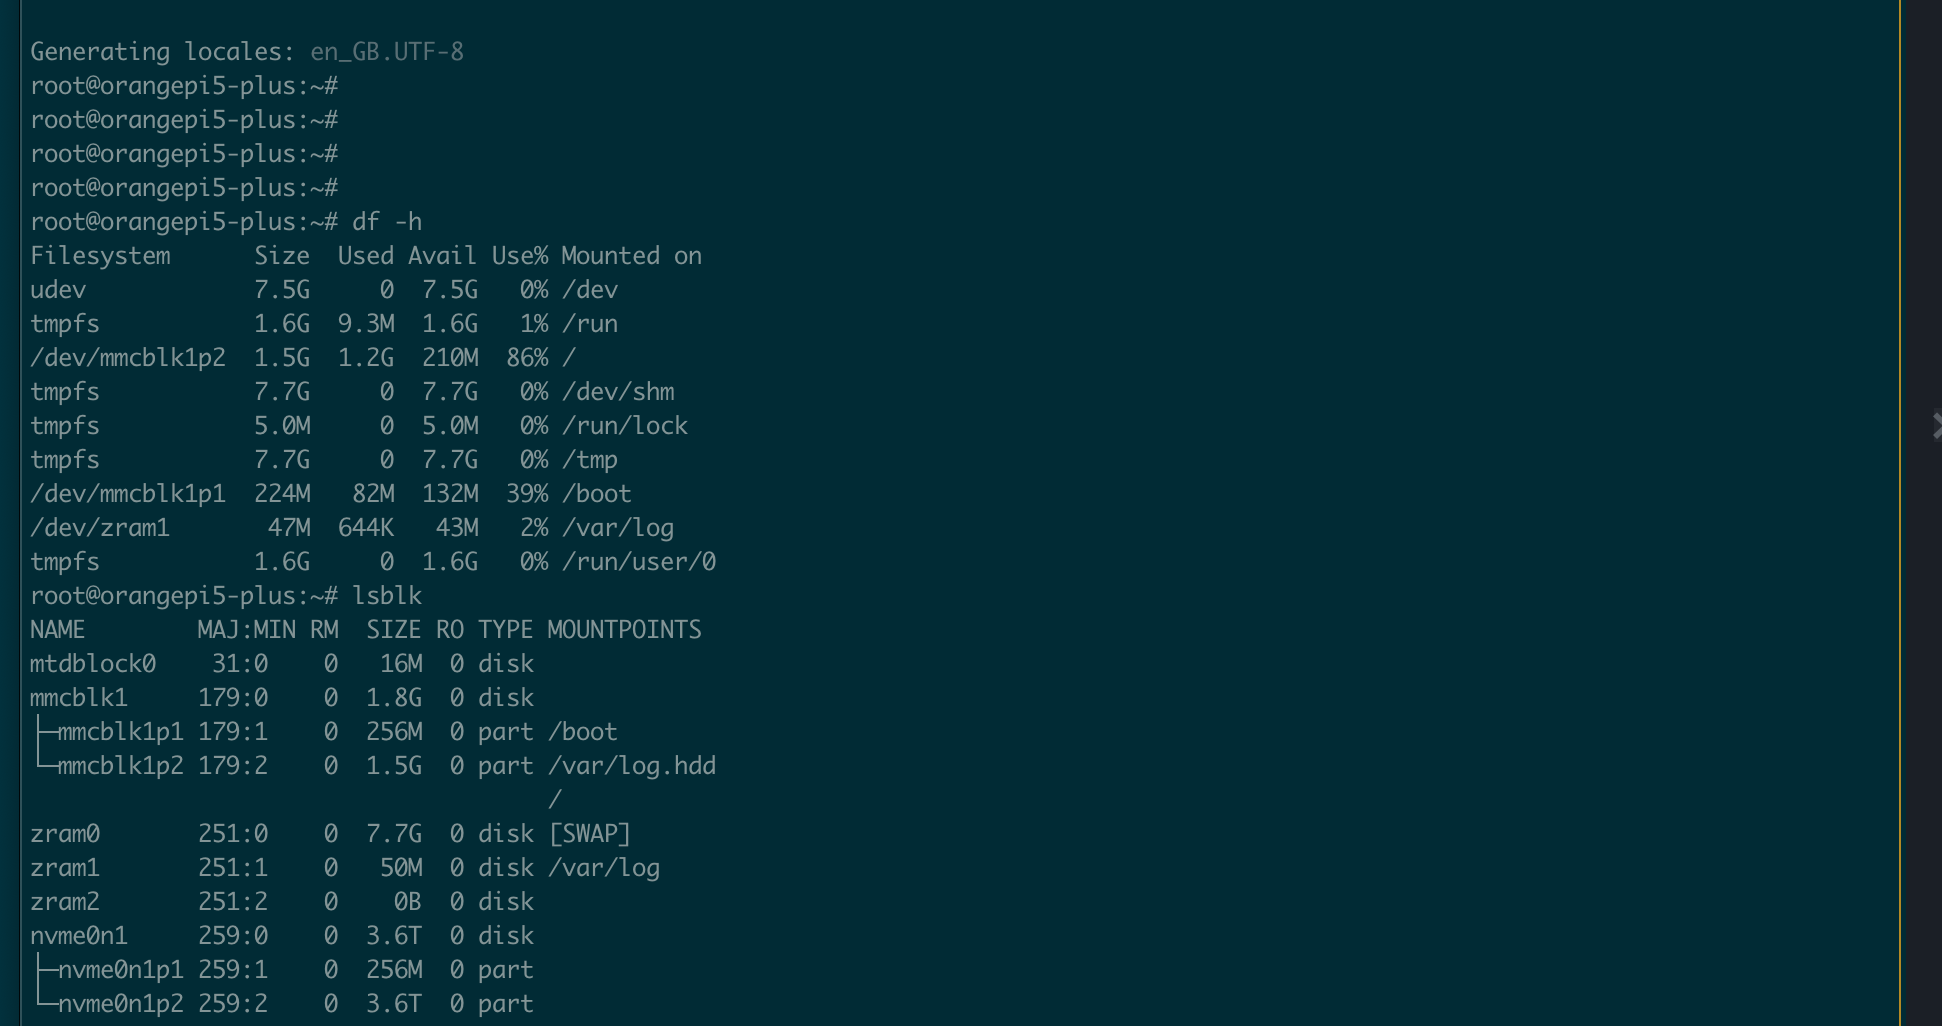 Generating locales: en_GB.UTF-8
root@orangepi5-plus:~#
root@orangepi5-plus:~#
root@orangepi5-plus:~#
root@orangepi5-plus:~#
root@orangepi5-plus:~# df -h
Filesystem      Size  Used Avail Use% Mounted on
udev            7.5G     0  7.5G   0% /dev
tmpfs           1.6G  9.3M  1.6G   1% /run
/dev/mmcblk1p2  1.5G  1.2G  210M  86% /
tmpfs           7.7G     0  7.7G   0% /dev/shm
tmpfs           5.0M     0  5.0M   0% /run/lock
tmpfs           7.7G     0  7.7G   0% /tmp
/dev/mmcblk1p1  224M   82M  132M  39% /boot
/dev/zram1       47M  644K   43M   2% /var/log
tmpfs           1.6G     0  1.6G   0% /run/user/0
root@orangepi5-plus:~# lsblk
NAME        MAJ:MIN RM   SIZE RO TYPE MOUNTPOINTS
mtdblock0    31:0    0    16M  0 disk
mmcblk1     179:0    0   1.8G  0 disk
├─mmcblk1p1 179:1    0   256M  0 part /boot
└─mmcblk1p2 179:2    0   1.5G  0 part /var/log.hdd
                                      /
zram0       251:0    0   7.7G  0 disk [SWAP]
zram1       251:1    0    50M  0 disk /var/log
zram2       251:2    0     0B  0 disk
nvme0n1     259:0    0   3.6T  0 disk
├─nvme0n1p1 259:1    0   256M  0 part
└─nvme0n1p2 259:2    0   3.6T  0 part